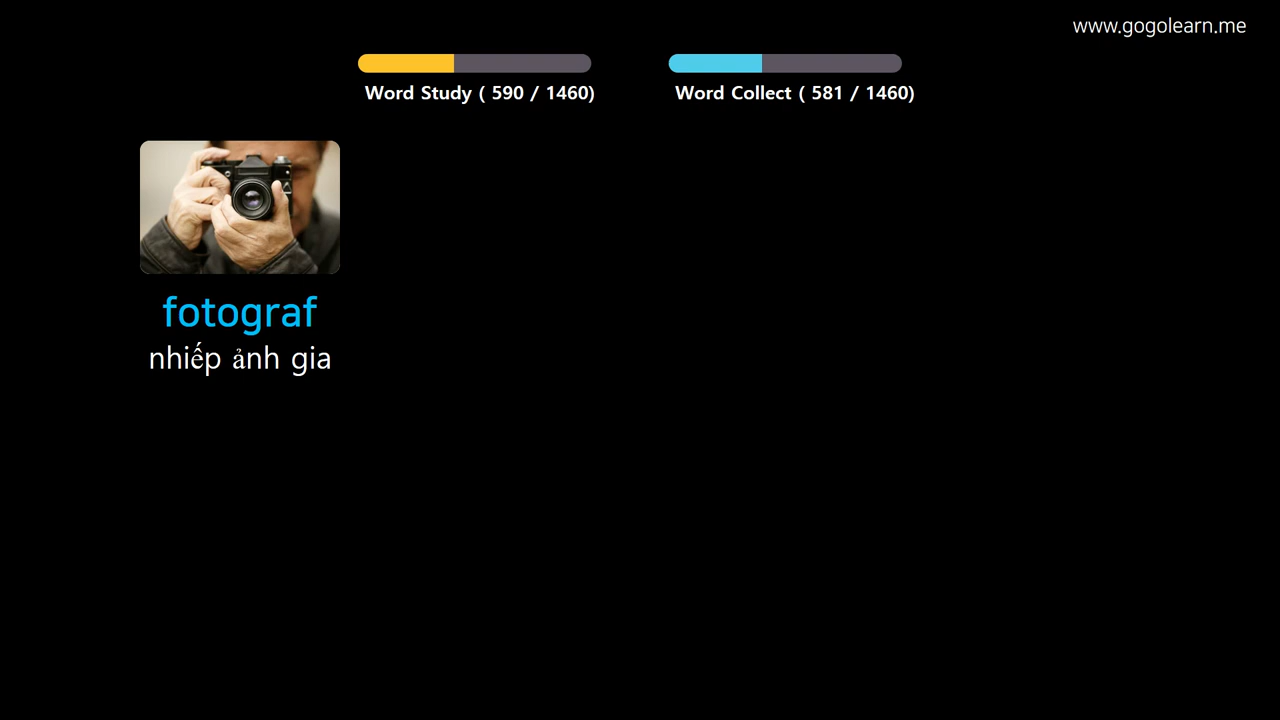 www.gogolearn.me
Word Study ( 590 / 1460)
Word Collect ( 581 / 1460)
fotograf
nhiếp ảnh gia